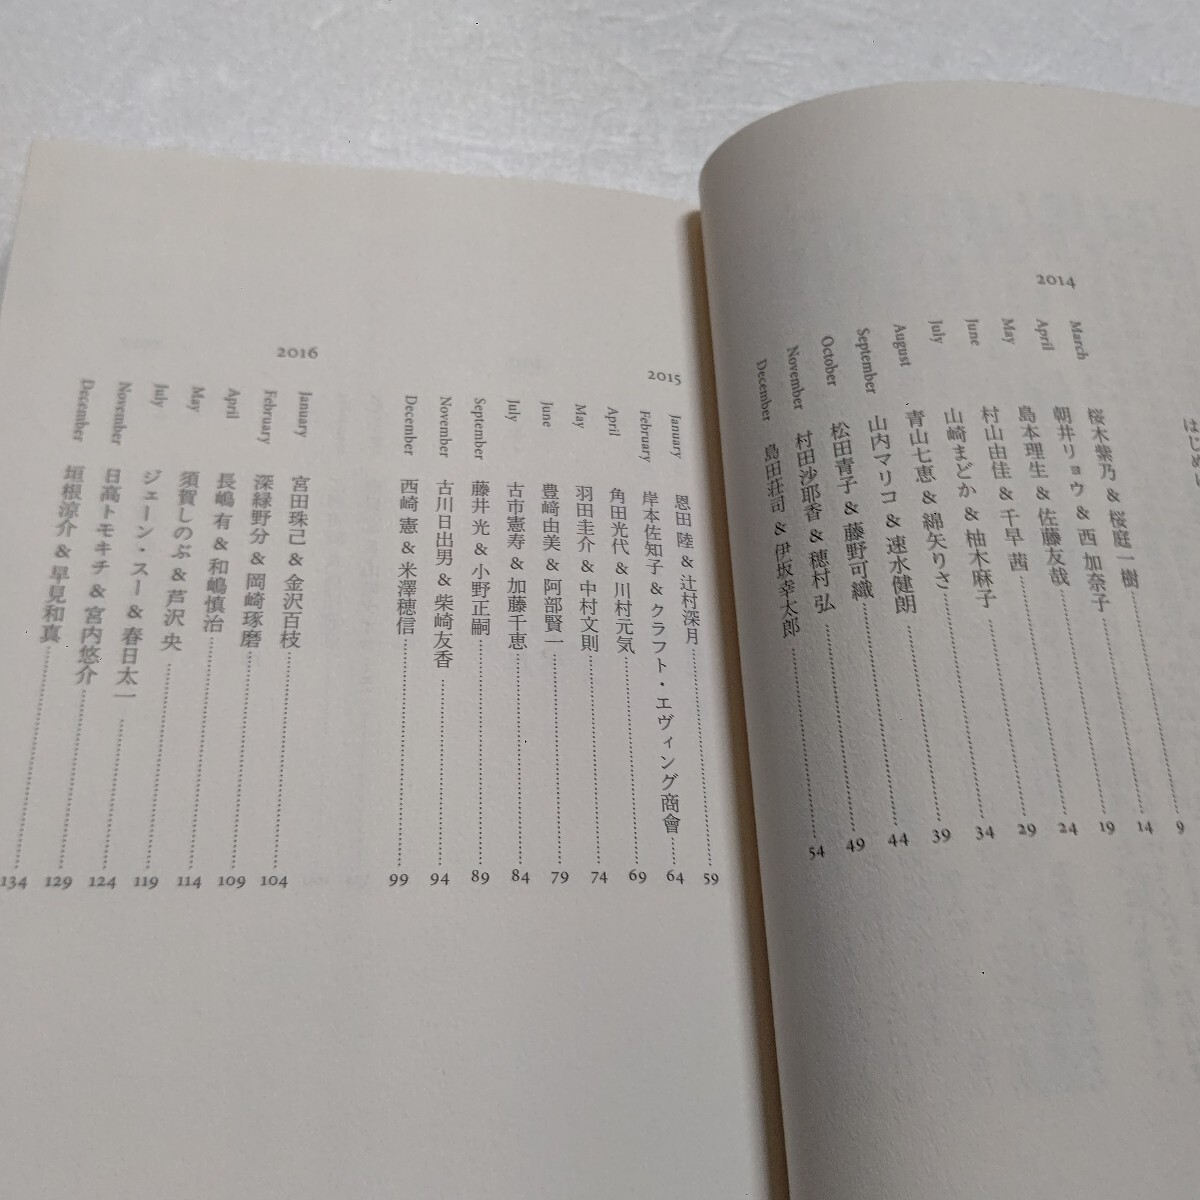 はじめに
2014
March 桜木紫乃 & 桜庭一樹 9
April 朝井リョウ & 西 加奈子 14
May 島本理生 & 佐藤友哉 19
June 村山由佳 & 千早 茜 24
July 山崎まどか & 柚木麻子 29
August 青山七恵 & 綿矢りさ 34
September 山内マリコ & 速水健朗 39
October 松田青子 & 藤野可織 44
November 村田沙耶香 & 穂村 弘 49
December 島田荘司 & 伊坂幸太郎 54
2015
January 恩田 陸 & 辻村深月 59
February 岸本佐知子 & クラフト・エヴィング商會 64
April 角田光代 & 川村元気 69
May 羽田圭介 & 中村文則 74
June 豊﨑由美 & 阿部賢一 79
July 古市憲寿 & 加藤千恵 84
September 藤井 光 & 小野正嗣 89
November 古川日出男 & 柴崎友香 94
December 西崎 憲 & 米澤穂信 99
2016
January 宮田珠己 & 金沢百枝 104
February 深緑野分 & 岡崎琢磨 109
April 長嶋 有 & 和嶋慎治 114
May 須賀しのぶ & 芦沢 央 119
July ジェーン・スー & 春日太一 124
November 日高トモキチ & 宮内悠介 129
December 垣根涼介 & 早見和真 134